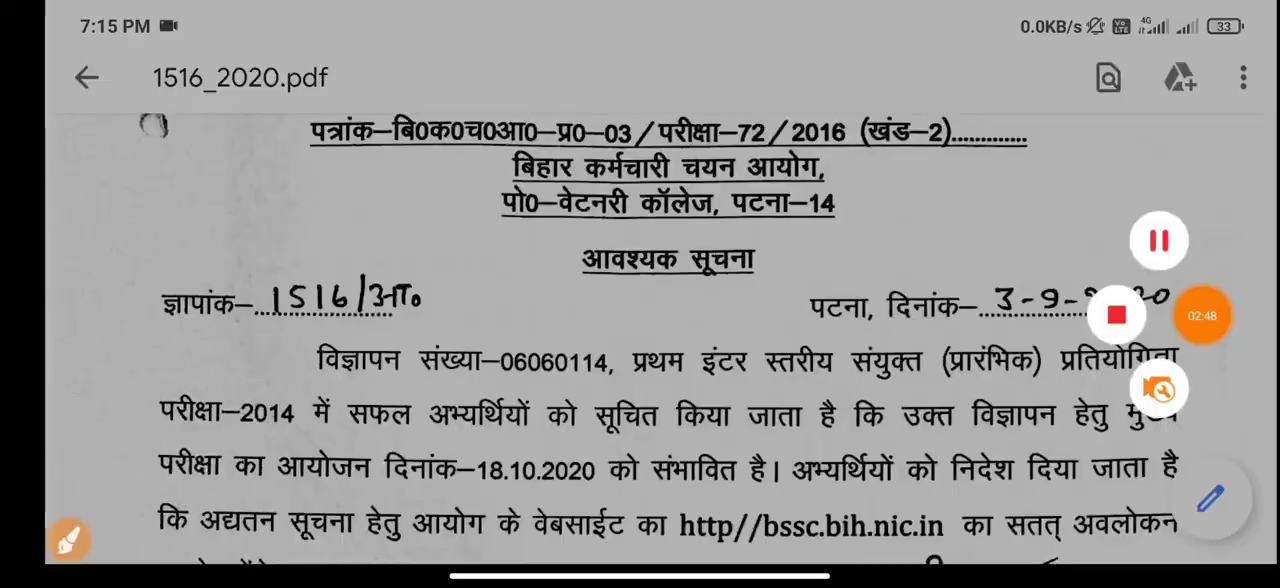 7:15 PM 0.0KB/s Vo LTE 4G 33
1516_2020.pdf
पत्रांक–बि0क0च0आ0–प्र0–03/परीक्षा–72/2016 (खंड–2).............
बिहार कर्मचारी चयन आयोग,
पो0–वेटनरी कॉलेज, पटना–14
आवश्यक सूचना
ज्ञापांक–1516/आ0 पटना, दिनांक–3-9-
02:48
विज्ञापन संख्या–06060114, प्रथम इंटर स्तरीय संयुक्त (प्रारंभिक) प्रतियोगिता
परीक्षा–2014 में सफल अभ्यर्थियों को सूचित किया जाता है कि उक्त विज्ञापन हेतु
परीक्षा का आयोजन दिनांक–18.10.2020 को संभावित है। अभ्यर्थियों को निदेश दिया जाता है
कि अद्यतन सूचना हेतु आयोग के वेबसाईट का http//bssc.bih.nic.in का सतत् अवलोकन